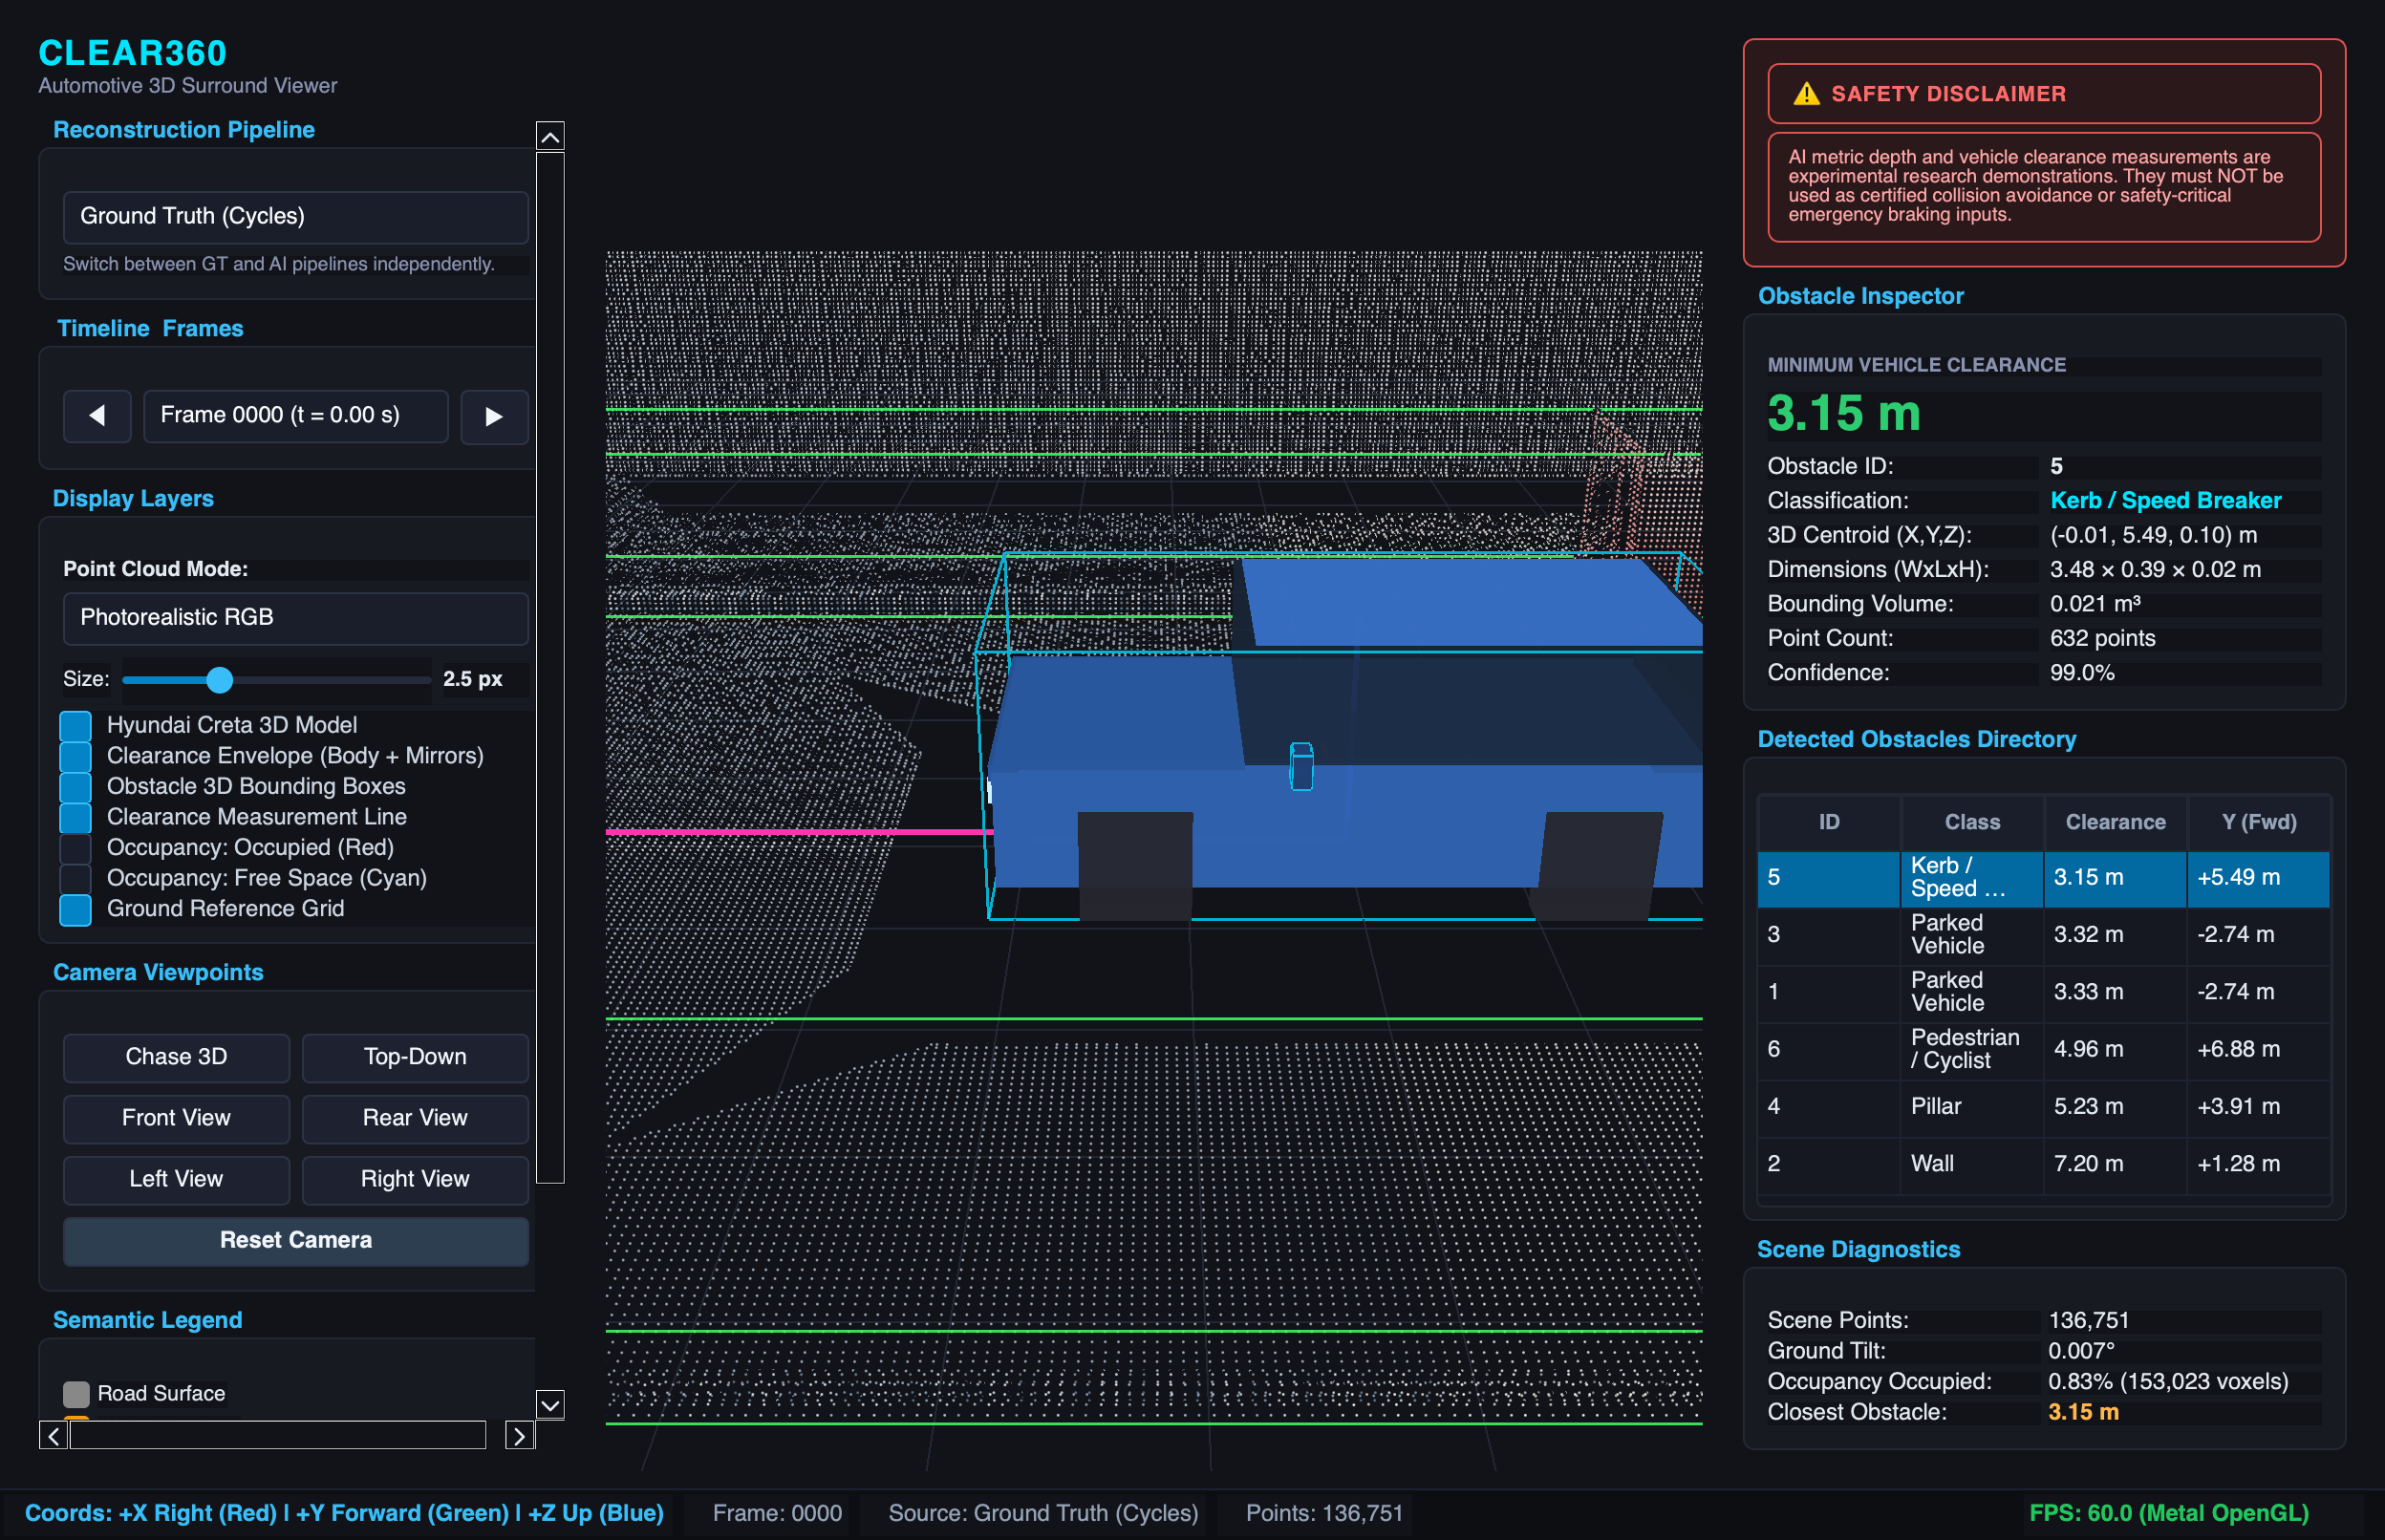 CLEAR360
Automotive 3D Surround Viewer
Reconstruction Pipeline
Ground Truth (Cycles)
Switch between GT and AI pipelines independently.
Timeline  Frames
Frame 0000 (t = 0.00 s)
Display Layers
Point Cloud Mode:
Photorealistic RGB
Size:
2.5 px
Hyundai Creta 3D Model
Clearance Envelope (Body + Mirrors)
Obstacle 3D Bounding Boxes
Clearance Measurement Line
Occupancy: Occupied (Red)
Occupancy: Free Space (Cyan)
Ground Reference Grid
Camera Viewpoints
Chase 3D
Top-Down
Front View
Rear View
Left View
Right View
Reset Camera
Semantic Legend
Road Surface
⚠️ SAFETY DISCLAIMER
AI metric depth and vehicle clearance measurements are
experimental research demonstrations. They must NOT be
used as certified collision avoidance or safety-critical
emergency braking inputs.
Obstacle Inspector
MINIMUM VEHICLE CLEARANCE
3.15 m
Obstacle ID: 5
Classification: Kerb / Speed Breaker
3D Centroid (X,Y,Z): (-0.01, 5.49, 0.10) m
Dimensions (WxLxH): 3.48 × 0.39 × 0.02 m
Bounding Volume: 0.021 m³
Point Count: 632 points
Confidence: 99.0%
Detected Obstacles Directory
ID Class Clearance Y (Fwd)
5 Kerb / Speed … 3.15 m +5.49 m
3 Parked Vehicle 3.32 m -2.74 m
1 Parked Vehicle 3.33 m -2.74 m
6 Pedestrian / Cyclist 4.96 m +6.88 m
4 Pillar 5.23 m +3.91 m
2 Wall 7.20 m +1.28 m
Scene Diagnostics
Scene Points: 136,751
Ground Tilt: 0.007°
Occupancy Occupied: 0.83% (153,023 voxels)
Closest Obstacle: 3.15 m
Coords: +X Right (Red) | +Y Forward (Green) | +Z Up (Blue)
Frame: 0000
Source: Ground Truth (Cycles)
Points: 136,751
FPS: 60.0 (Metal OpenGL)